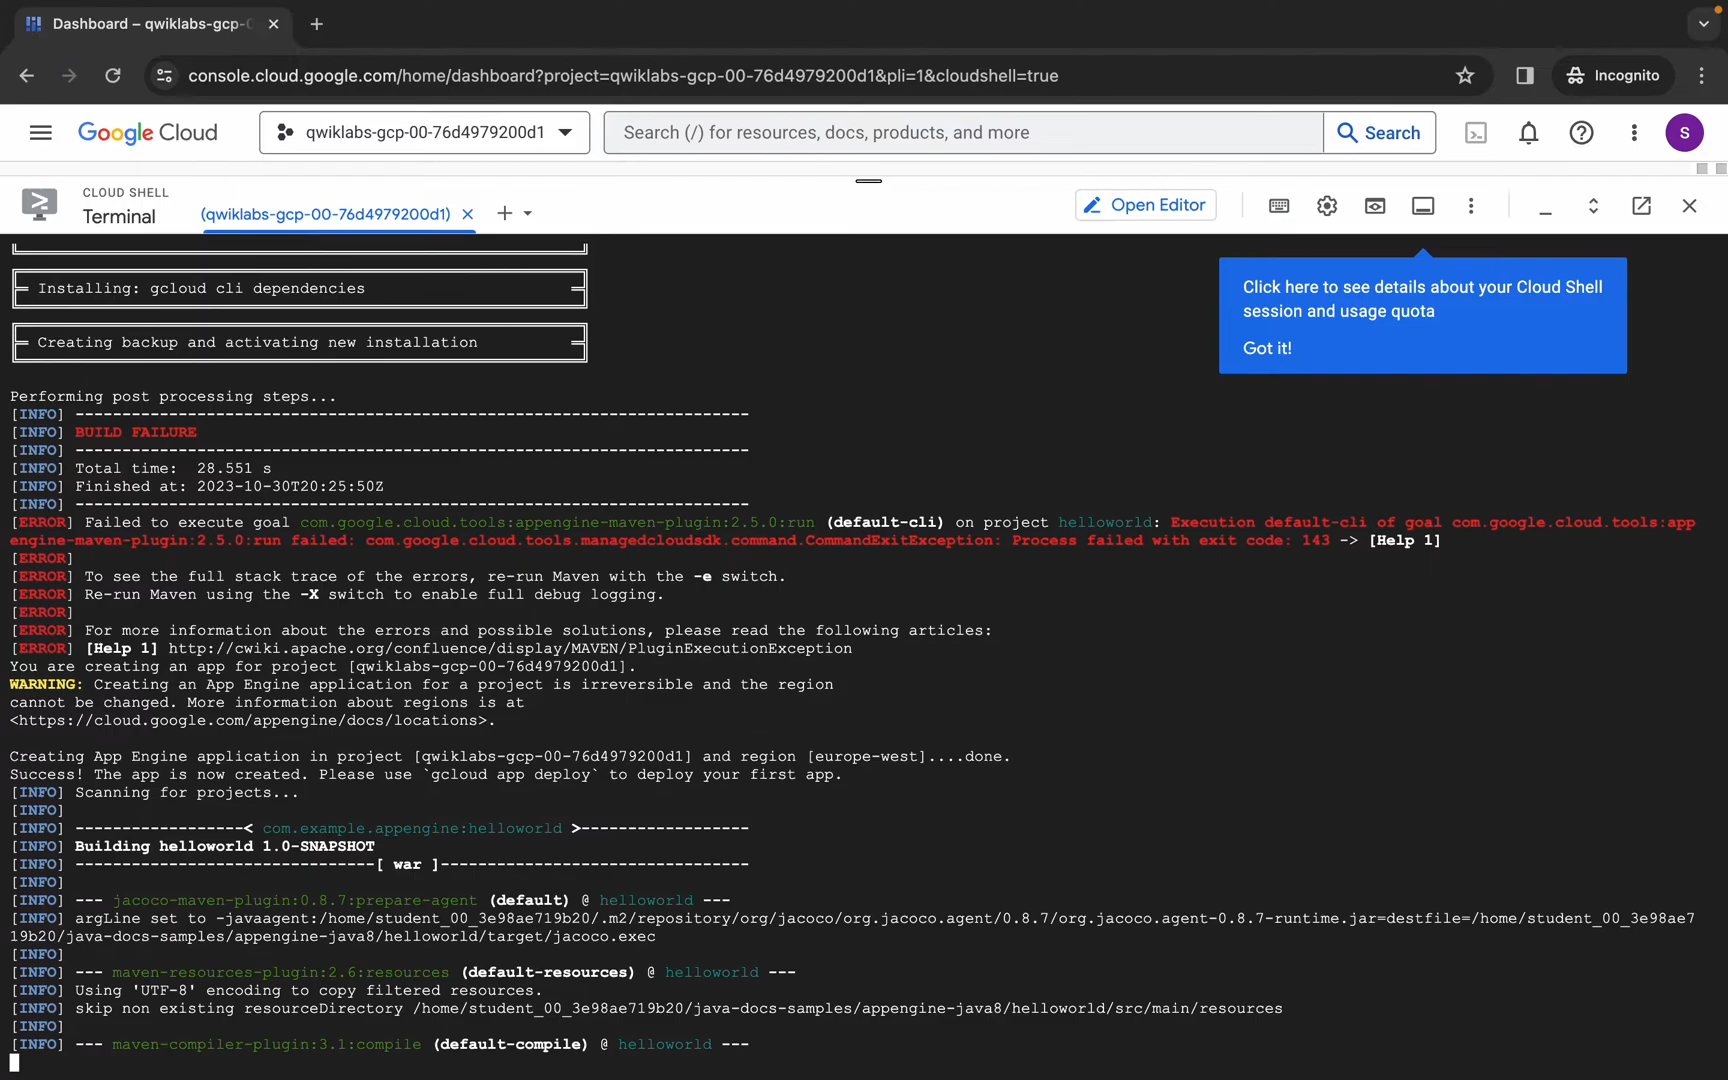 Dashboard – qwiklabs-gcp-0
console.cloud.google.com/home/dashboard?project=qwiklabs-gcp-00-76d4979200d1&pli=1&cloudshell=true
Incognito
Google Cloud
qwiklabs-gcp-00-76d4979200d1
Search (/) for resources, docs, products, and more
Search
S
CLOUD SHELL
Terminal
(qwiklabs-gcp-00-76d4979200d1)
Open Editor
Click here to see details about your Cloud Shell
session and usage quota
Got it!
Installing: gcloud cli dependencies
Creating backup and activating new installation
Performing post processing steps...
[INFO] ------------------------------------------------------------------------
[INFO] BUILD FAILURE
[INFO] ------------------------------------------------------------------------
[INFO] Total time:  28.551 s
[INFO] Finished at: 2023-10-30T20:25:50Z
[INFO] ------------------------------------------------------------------------
[ERROR] Failed to execute goal com.google.cloud.tools:appengine-maven-plugin:2.5.0:run (default-cli) on project helloworld: Execution default-cli of goal com.google.cloud.tools:app
engine-maven-plugin:2.5.0:run failed: com.google.cloud.tools.managedcloudsdk.command.CommandExitException: Process failed with exit code: 143 -> [Help 1]
[ERROR]
[ERROR] To see the full stack trace of the errors, re-run Maven with the -e switch.
[ERROR] Re-run Maven using the -X switch to enable full debug logging.
[ERROR]
[ERROR] For more information about the errors and possible solutions, please read the following articles:
[ERROR] [Help 1] http://cwiki.apache.org/confluence/display/MAVEN/PluginExecutionException
You are creating an app for project [qwiklabs-gcp-00-76d4979200d1].
WARNING: Creating an App Engine application for a project is irreversible and the region
cannot be changed. More information about regions is at
<https://cloud.google.com/appengine/docs/locations>.
Creating App Engine application in project [qwiklabs-gcp-00-76d4979200d1] and region [europe-west]....done.
Success! The app is now created. Please use `gcloud app deploy` to deploy your first app.
[INFO] Scanning for projects...
[INFO]
[INFO] ------------------< com.example.appengine:helloworld >------------------
[INFO] Building helloworld 1.0-SNAPSHOT
[INFO] --------------------------------[ war ]---------------------------------
[INFO]
[INFO] --- jacoco-maven-plugin:0.8.7:prepare-agent (default) @ helloworld ---
[INFO] argLine set to -javaagent:/home/student_00_3e98ae719b20/.m2/repository/org/jacoco/org.jacoco.agent/0.8.7/org.jacoco.agent-0.8.7-runtime.jar=destfile=/home/student_00_3e98ae7
19b20/java-docs-samples/appengine-java8/helloworld/target/jacoco.exec
[INFO]
[INFO] --- maven-resources-plugin:2.6:resources (default-resources) @ helloworld ---
[INFO] Using 'UTF-8' encoding to copy filtered resources.
[INFO] skip non existing resourceDirectory /home/student_00_3e98ae719b20/java-docs-samples/appengine-java8/helloworld/src/main/resources
[INFO]
[INFO] --- maven-compiler-plugin:3.1:compile (default-compile) @ helloworld ---